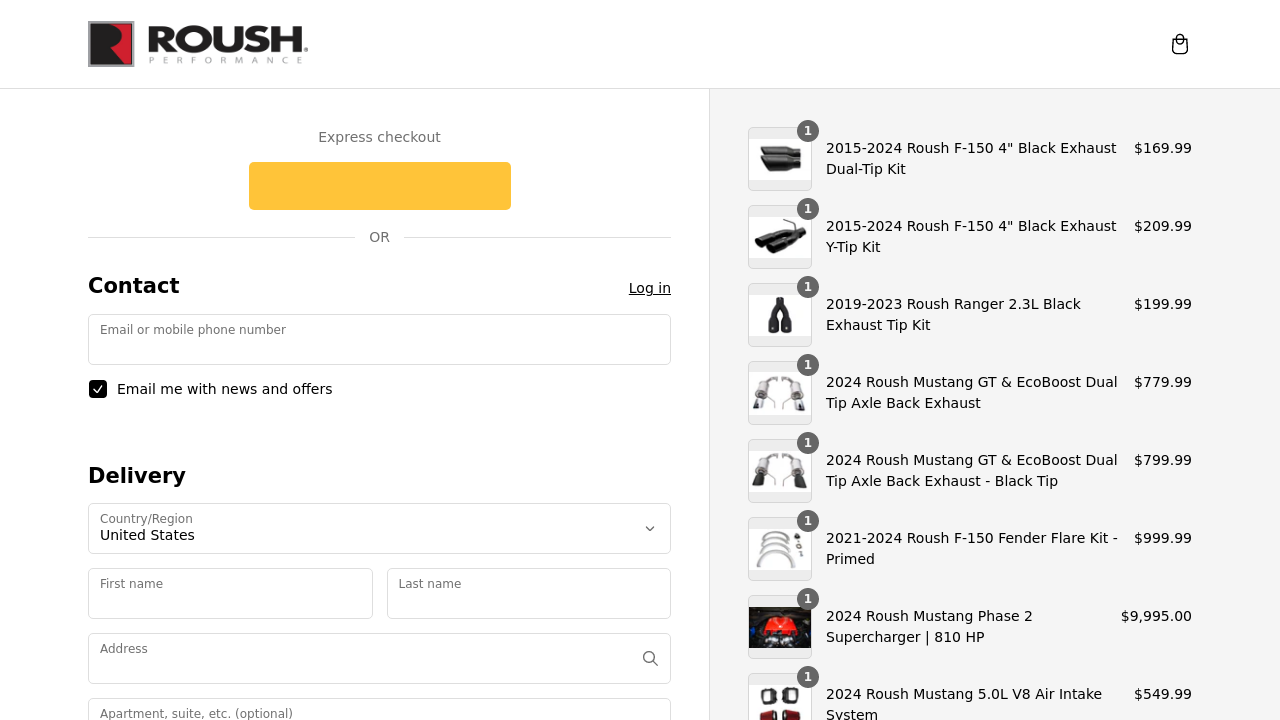 ROUSH
PERFORMANCE
Express checkout
OR
Contact
Log in
Email or mobile phone number
Email me with news and offers
Delivery
Country/Region
United States
First name
Last name
Address
Apartment, suite, etc. (optional)
1
2015-2024 Roush F-150 4" Black Exhaust
Dual-Tip Kit
$169.99
1
2015-2024 Roush F-150 4" Black Exhaust
Y-Tip Kit
$209.99
1
2019-2023 Roush Ranger 2.3L Black
Exhaust Tip Kit
$199.99
1
2024 Roush Mustang GT & EcoBoost Dual
Tip Axle Back Exhaust
$779.99
1
2024 Roush Mustang GT & EcoBoost Dual
Tip Axle Back Exhaust - Black Tip
$799.99
1
2021-2024 Roush F-150 Fender Flare Kit -
Primed
$999.99
1
2024 Roush Mustang Phase 2
Supercharger | 810 HP
$9,995.00
1
2024 Roush Mustang 5.0L V8 Air Intake
System
$549.99